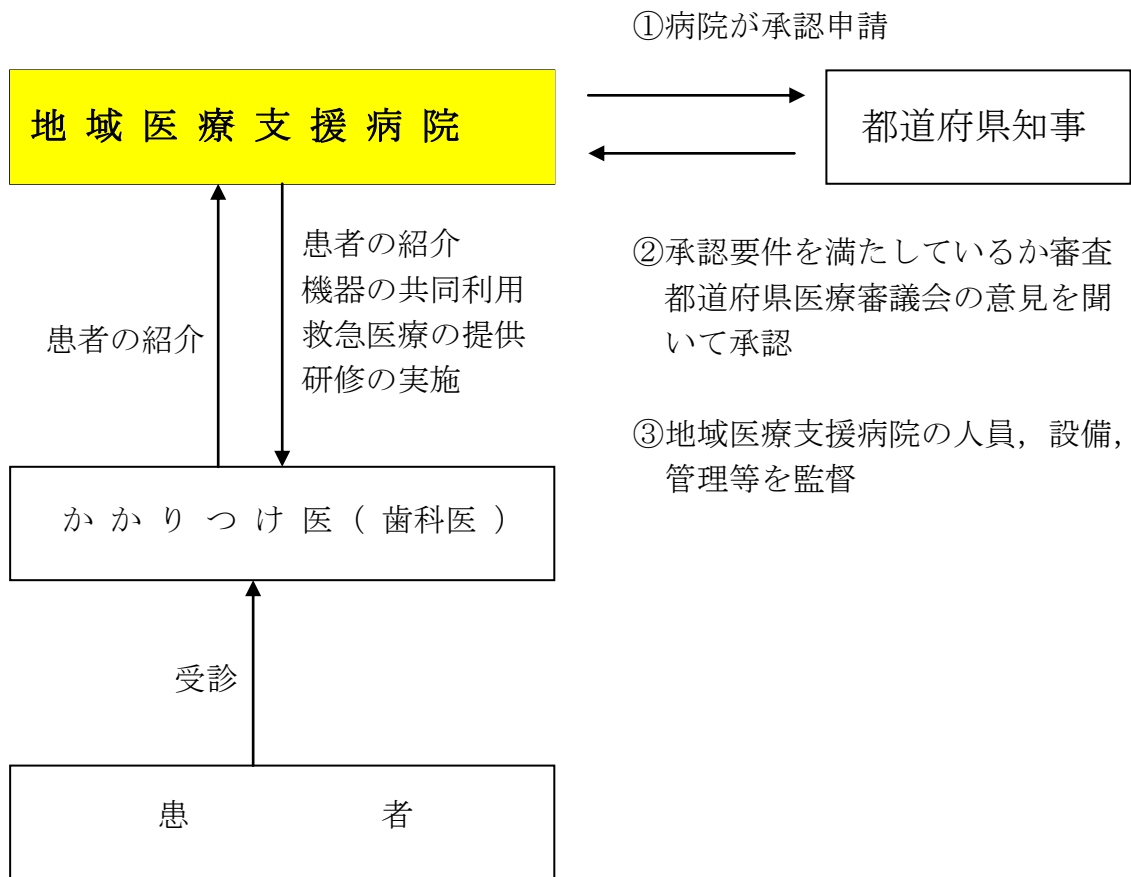 ①病院が承認申請
地域医療支援病院
都道府県知事
患者の紹介
機器の共同利用
救急医療の提供
研修の実施
患者の紹介
②承認要件を満たしているか審査
都道府県医療審議会の意見を聞
いて承認
③地域医療支援病院の人員，設備，
管理等を監督
かかりつけ医（歯科医）
受診
患者